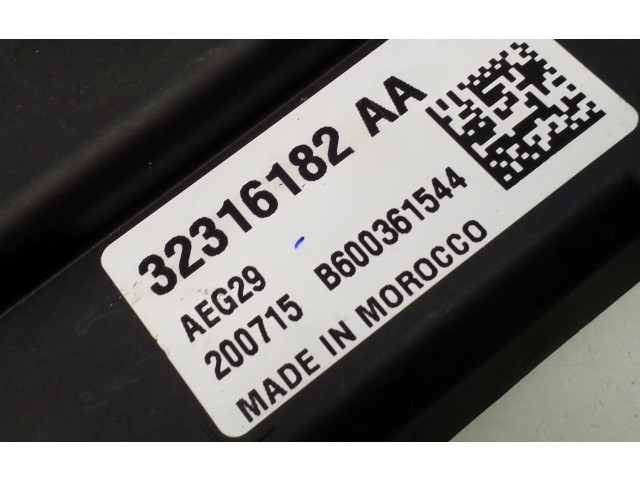 32316182 AA
AEG29
200715 B600361544
MADE IN MOROCCO